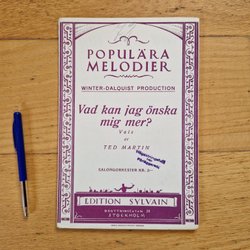 POPULÄRA
MELODIER
WINTER-DALQUIST PRODUCTION
Vad kan jag önska
mig mer?
Vals
av
TED MARTIN
SALONGORKESTER KR. 3:-
EDITION SYLVAIN
STOCKHOLM